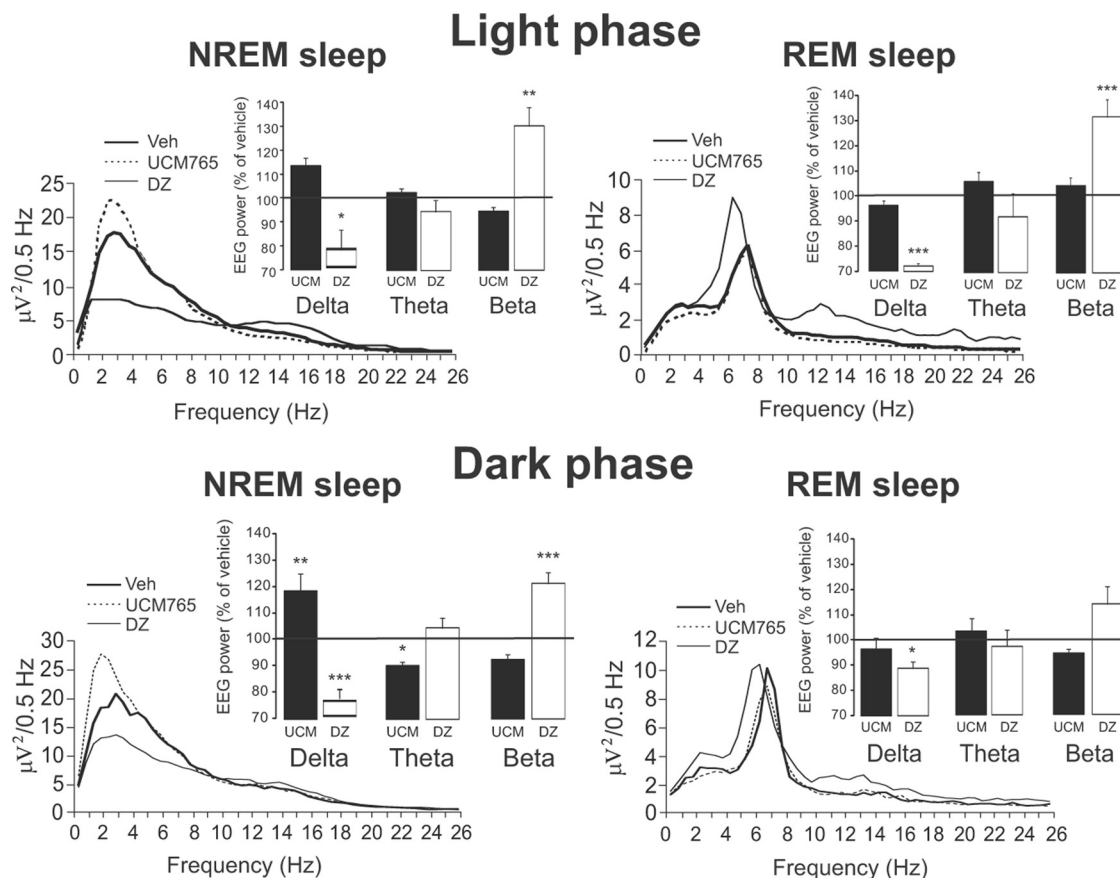 Light phase
NREM sleep
Veh
UCM765
DZ
μV²/0.5 Hz
25
20
15
10
5
0
0 2 4 6 8 10 12 14 16 18 20 22 24 26
Frequency (Hz)
EEG power (% of vehicle)
140
130
120
110
100
90
80
70
* **
UCM DZ UCM DZ UCM DZ
Delta Theta Beta
REM sleep
Veh
UCM765
DZ
μV²/0.5 Hz
10
8
6
4
2
0
0 2 4 6 8 10 12 14 16 18 20 22 24 26
Frequency (Hz)
EEG power (% of vehicle)
140
130
120
110
100
90
80
70
*** ***
UCM DZ UCM DZ UCM DZ
Delta Theta Beta
Dark phase
NREM sleep
Veh
UCM765
DZ
μV²/0.5 Hz
30
25
20
15
10
5
0
0 2 4 6 8 10 12 14 16 18 20 22 24 26
Frequency (Hz)
EEG power (% of vehicle)
140
130
120
110
100
90
80
70
** *** * ***
UCM DZ UCM DZ UCM DZ
Delta Theta Beta
REM sleep
Veh
UCM765
DZ
μV²/0.5 Hz
12
10
8
6
4
2
0
0 2 4 6 8 10 12 14 16 18 20 22 24 26
Frequency (Hz)
EEG power (% of vehicle)
140
130
120
110
100
90
80
70
*
UCM DZ UCM DZ UCM DZ
Delta Theta Beta